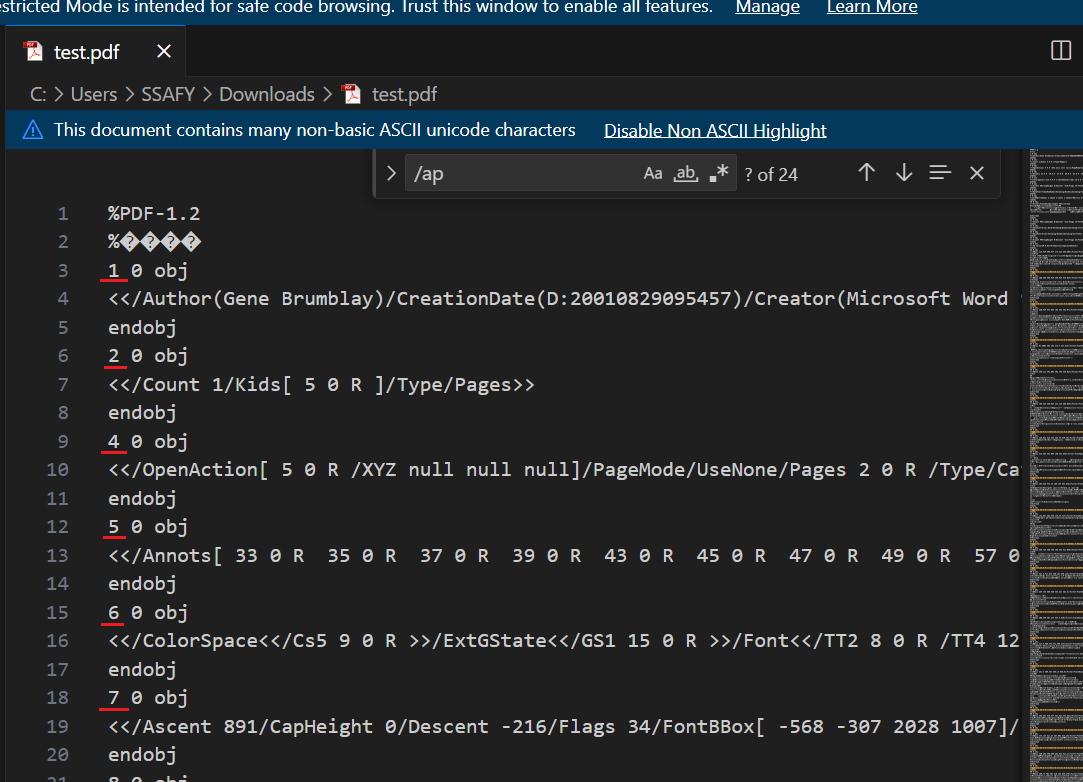 estricted Mode is intended for safe code browsing. Trust this window to enable all features. Manage Learn More
test.pdf
C: > Users > SSAFY > Downloads > test.pdf
This document contains many non-basic ASCII unicode characters Disable Non ASCII Highlight
/ap Aa ab .* ? of 24
1 %PDF-1.2
2 %����
3 1 0 obj
4 <</Author(Gene Brumblay)/CreationDate(D:20010829095457)/Creator(Microsoft Word
5 endobj
6 2 0 obj
7 <</Count 1/Kids[ 5 0 R ]/Type/Pages>>
8 endobj
9 4 0 obj
10 <</OpenAction[ 5 0 R /XYZ null null null]/PageMode/UseNone/Pages 2 0 R /Type/Ca
11 endobj
12 5 0 obj
13 <</Annots[ 33 0 R 35 0 R 37 0 R 39 0 R 43 0 R 45 0 R 47 0 R 49 0 R 57 0
14 endobj
15 6 0 obj
16 <</ColorSpace<</Cs5 9 0 R >>/ExtGState<</GS1 15 0 R >>/Font<</TT2 8 0 R /TT4 12
17 endobj
18 7 0 obj
19 <</Ascent 891/CapHeight 0/Descent -216/Flags 34/FontBBox[ -568 -307 2028 1007]/
20 endobj
21 8 0 obj